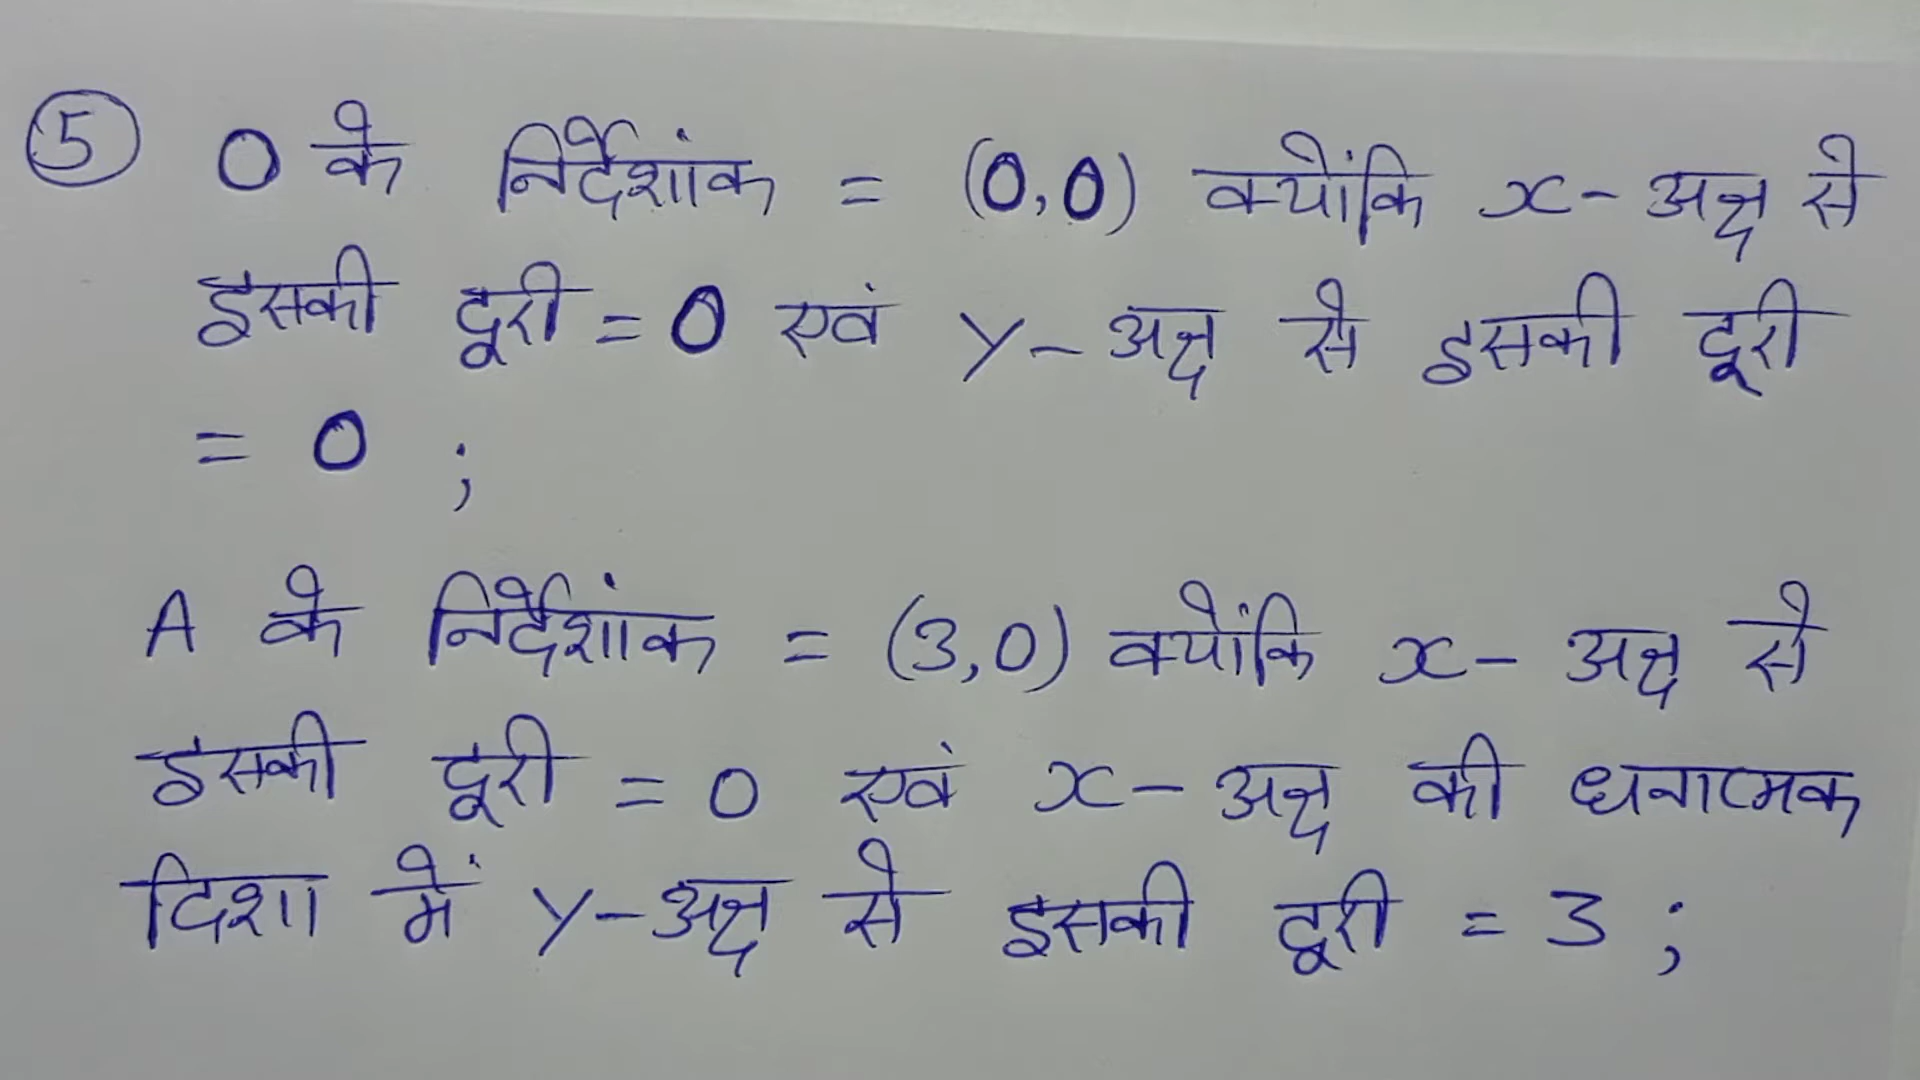 5 O के निर्देशांक = (0,0) क्योंकि x- अक्ष से
इसकी दूरी = 0 एवं y- अक्ष से इसकी दूरी
= 0 ;
A के निर्देशांक = (3,0) क्योंकि x- अक्ष से
इसकी दूरी = 0 एवं x- अक्ष की धनात्मक
दिशा में y-अक्ष से इसकी दूरी = 3 ;